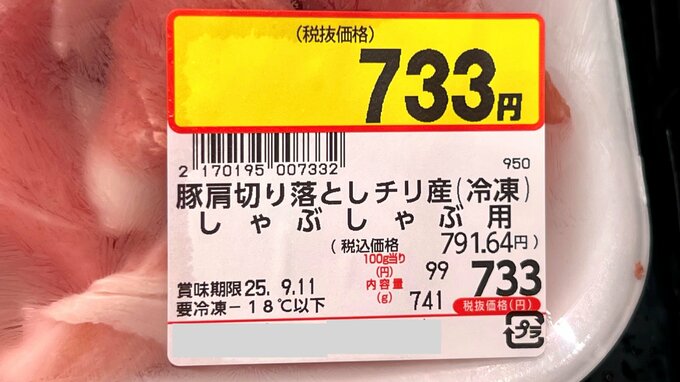 (税抜価格)
733円
2 170195 007332
950
豚肩切り落としチリ産(冷凍)
しゃぶしゃぶ用
(税込価格 791.64円)
100g当り(円) 99
733
賞味期限25. 9.11
内容量(g) 741
税抜価格(円)
要冷凍-18℃以下
プラ